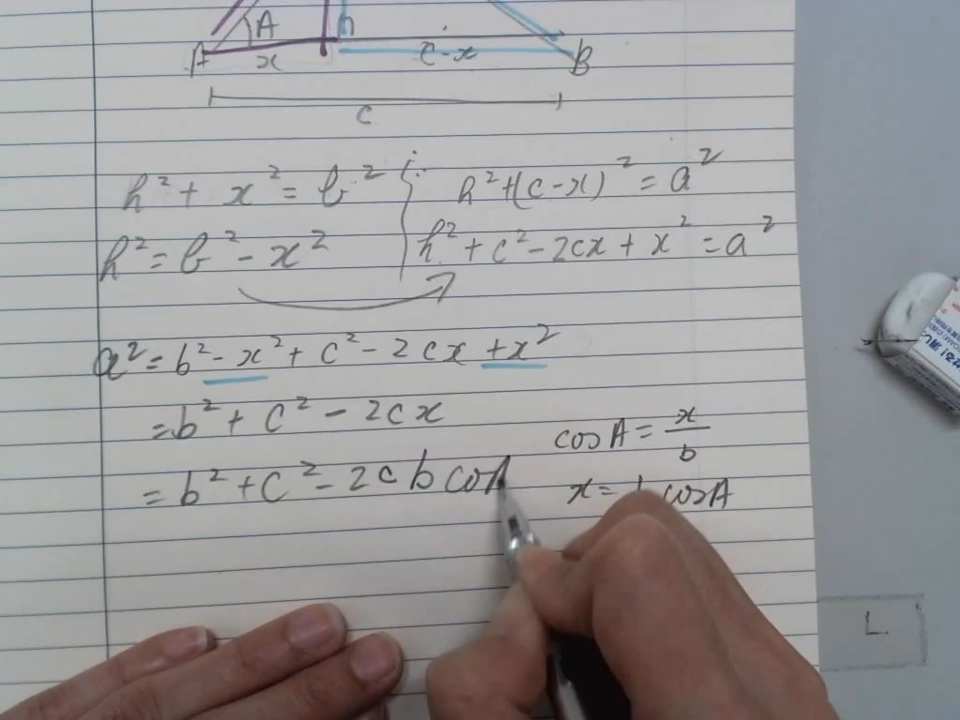 A
h
A
x
c-x
B
c
h² + x² = b²
h² + (c-x)² = a²
h² = b² - x²
h² + c² - 2cx + x² = a²
a² = b² - x² + c² - 2cx + x²
= b² + c² - 2cx
cosA = x/b
= b² + c² - 2cb cosA
x = b cosA
L